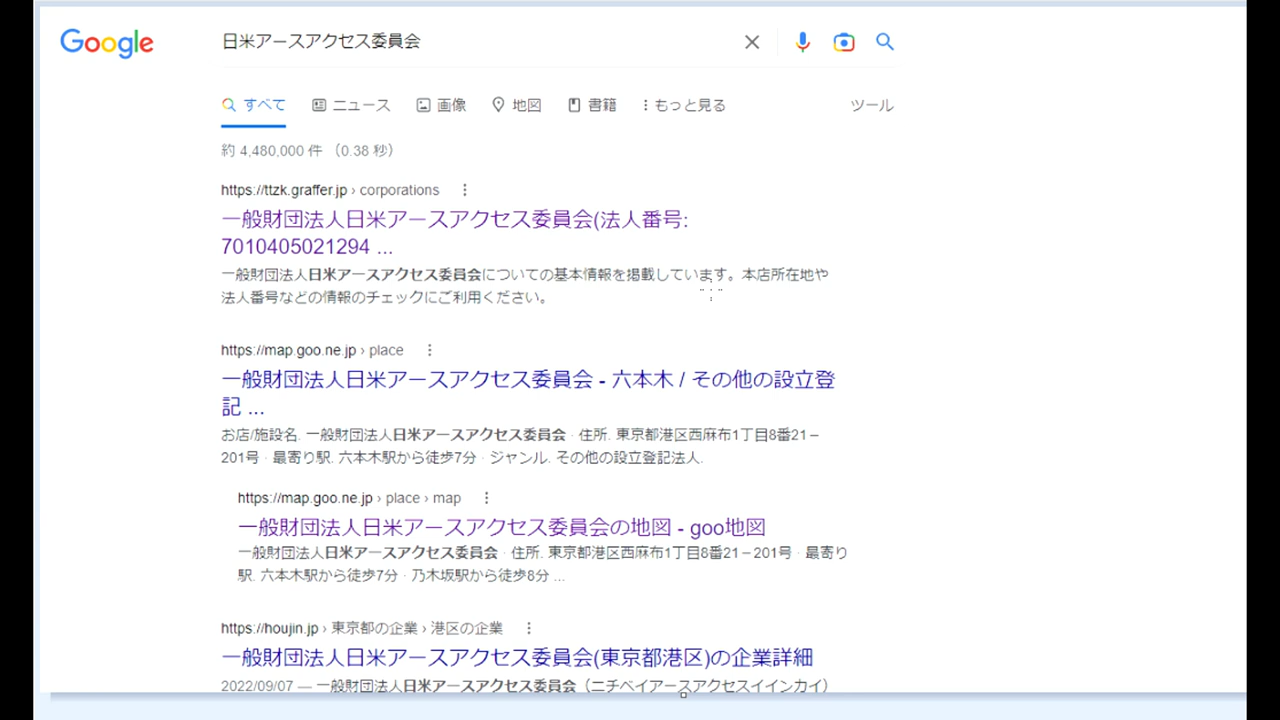 Google
日米アースアクセス委員会
すべて ニュース 画像 地図 書籍 もっと見る ツール
約 4,480,000 件 （0.38 秒）
https://ttzk.graffer.jp › corporations
一般財団法人日米アースアクセス委員会(法人番号:
7010405021294 ...
一般財団法人日米アースアクセス委員会についての基本情報を掲載しています。本店所在地や
法人番号などの情報のチェックにご利用ください。
https://map.goo.ne.jp › place
一般財団法人日米アースアクセス委員会 - 六本木 / その他の設立登
記 ...
お店/施設名. 一般財団法人日米アースアクセス委員会 · 住所. 東京都港区西麻布1丁目8番21－
201号 · 最寄り駅. 六本木駅から徒歩7分 · ジャンル. その他の設立登記法人.
https://map.goo.ne.jp › place › map
一般財団法人日米アースアクセス委員会の地図 - goo地図
一般財団法人日米アースアクセス委員会 · 住所. 東京都港区西麻布1丁目8番21－201号 · 最寄り
駅. 六本木駅から徒歩7分 · 乃木坂駅から徒歩8分 ...
https://houjin.jp › 東京都の企業 › 港区の企業
一般財団法人日米アースアクセス委員会(東京都港区)の企業詳細
2022/09/07 — 一般財団法人日米アースアクセス委員会（ニチベイアースアクセスイインカイ）